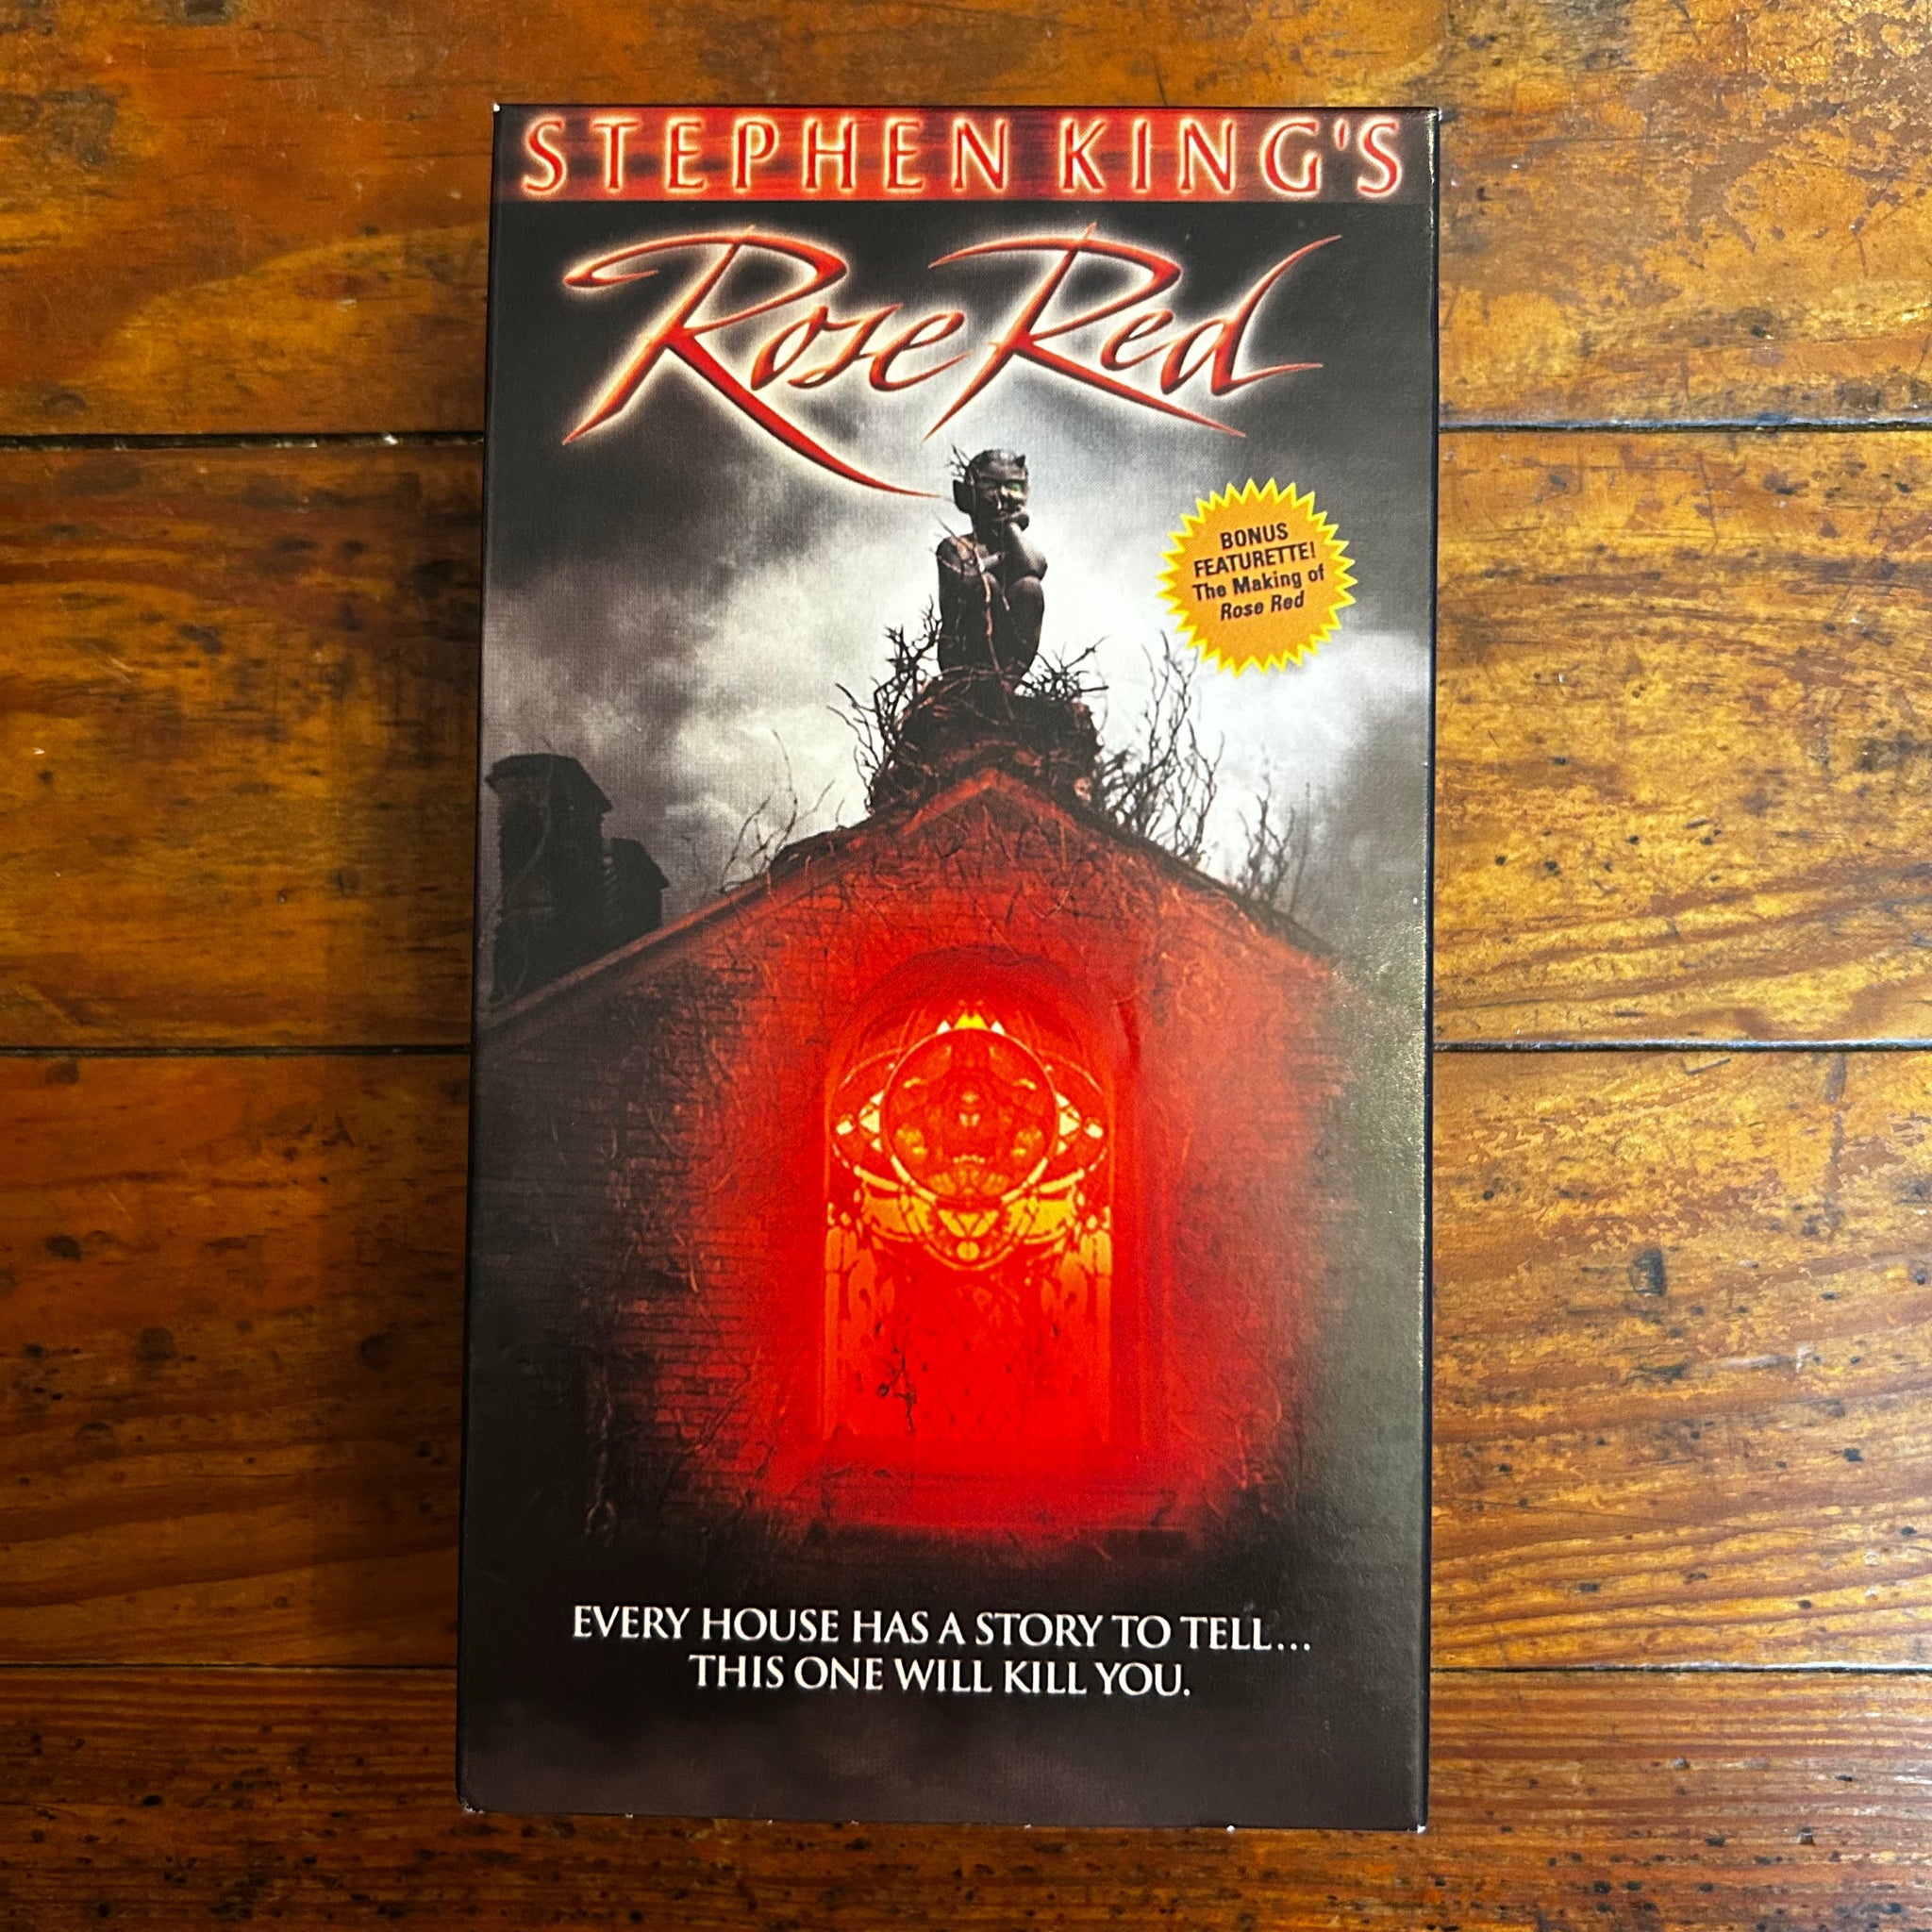 STEPHEN KING'S
Rose Red
BONUS
FEATURETTE!
The Making of
Rose Red
EVERY HOUSE HAS A STORY TO TELL...
THIS ONE WILL KILL YOU.